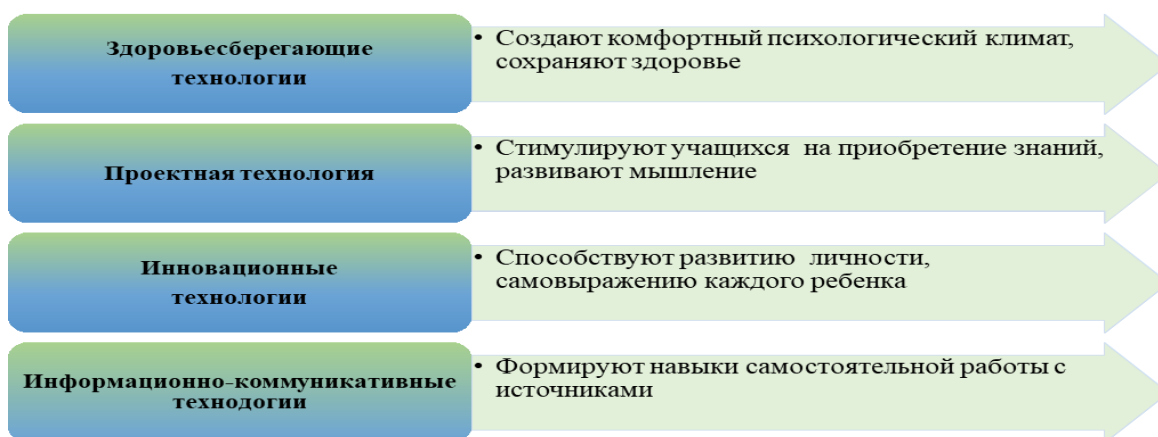 Здоровьесберегающие
технологии
• Создают комфортный психологический климат,
сохраняют здоровье
Проектная технология
• Стимулируют учащихся на приобретение знаний,
развивают мышление
Инновационные
технологии
• Способствуют развитию личности,
самовыражению каждого ребенка
Информационно-коммуникативные
технодогии
• Формируют навыки самостоятельной работы с
источниками